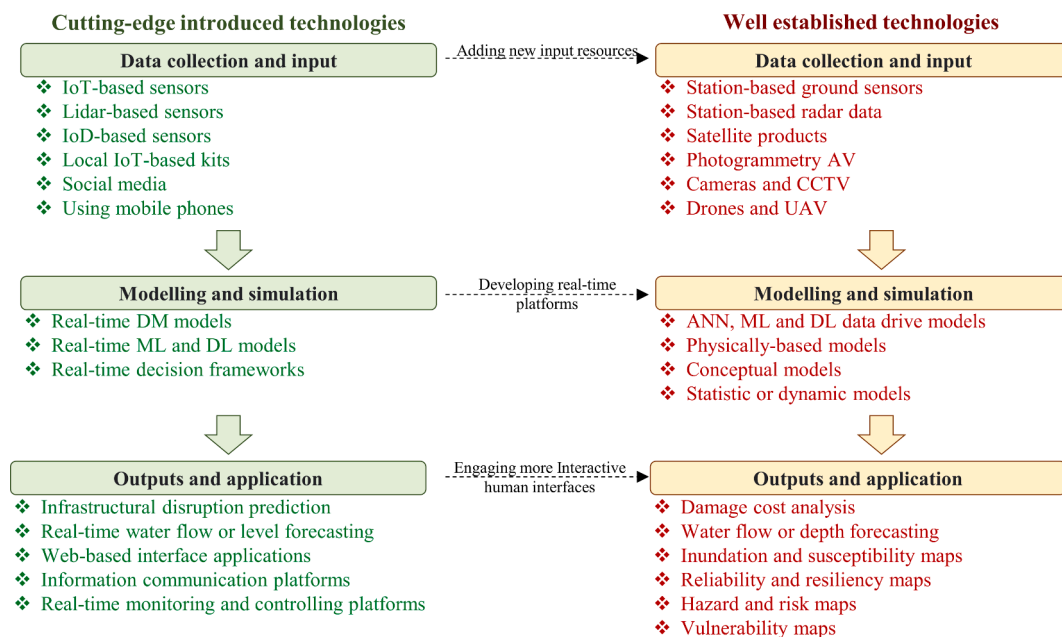 Cutting-edge introduced technologies
Well established technologies
Data collection and input
Adding new input resources
Data collection and input
❖ IoT-based sensors
❖ Lidar-based sensors
❖ IoD-based sensors
❖ Local IoT-based kits
❖ Social media
❖ Using mobile phones
❖ Station-based ground sensors
❖ Station-based radar data
❖ Satellite products
❖ Photogrammetry AV
❖ Cameras and CCTV
❖ Drones and UAV
Modelling and simulation
Developing real-time
platforms
Modelling and simulation
❖ Real-time DM models
❖ Real-time ML and DL models
❖ Real-time decision frameworks
❖ ANN, ML and DL data drive models
❖ Physically-based models
❖ Conceptual models
❖ Statistic or dynamic models
Outputs and application
Engaging more Interactive
human interfaces
Outputs and application
❖ Infrastructural disruption prediction
❖ Real-time water flow or level forecasting
❖ Web-based interface applications
❖ Information communication platforms
❖ Real-time monitoring and controlling platforms
❖ Damage cost analysis
❖ Water flow or depth forecasting
❖ Inundation and susceptibility maps
❖ Reliability and resiliency maps
❖ Hazard and risk maps
❖ Vulnerability maps